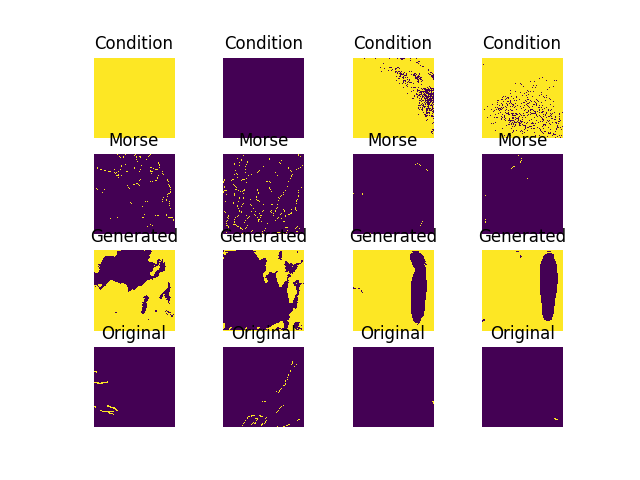 Condition Condition Condition Condition
Morse Morse Morse Morse
Generated Generated Generated Generated
Original Original Original Original